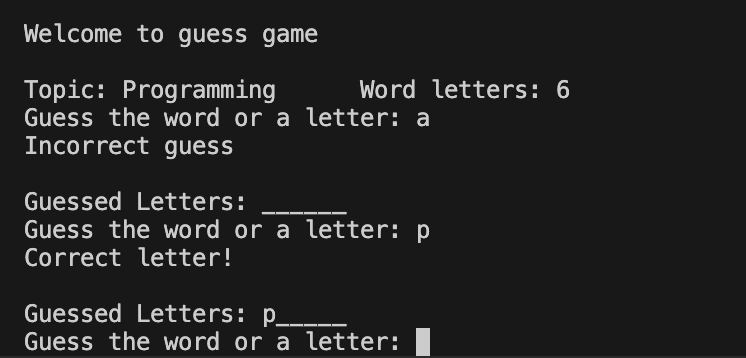 Welcome to guess game
Topic: Programming      Word letters: 6
Guess the word or a letter: a
Incorrect guess
Guessed Letters: ______
Guess the word or a letter: p
Correct letter!
Guessed Letters: p_____
Guess the word or a letter: